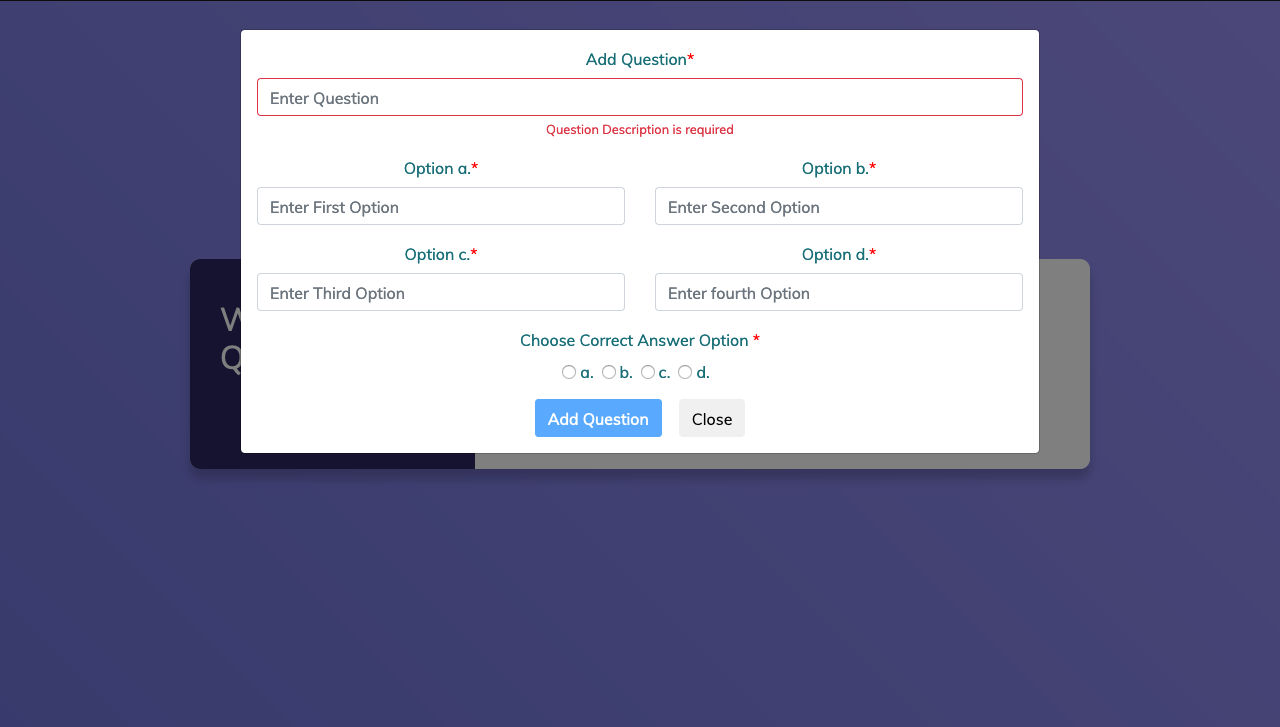 Add Question*
Enter Question
Question Description is required
Option a.* Option b.*
Enter First Option Enter Second Option
Option c.* Option d.*
Enter Third Option Enter fourth Option
Choose Correct Answer Option *
a. b. c. d.
Add Question Close